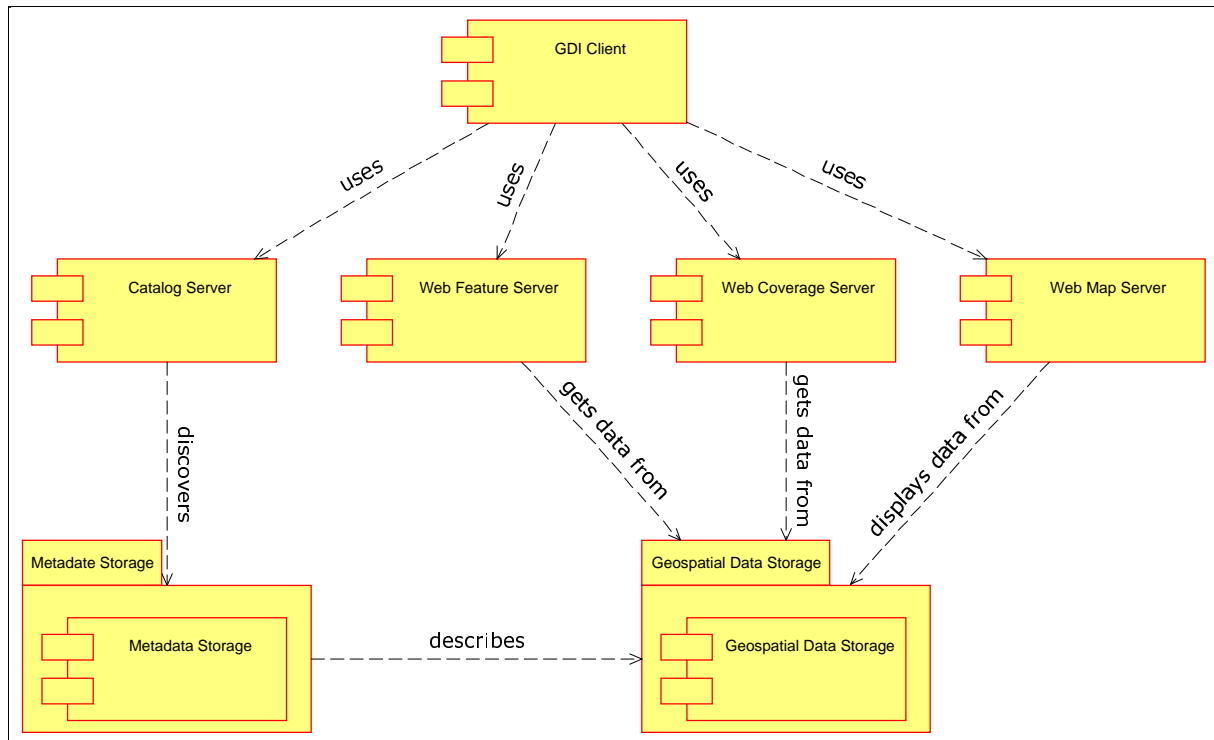 GDI Client
uses
uses
uses
uses
Catalog Server
Web Feature Server
Web Coverage Server
Web Map Server
discovers
gets data from
gets data from
displays data from
Metadate Storage
Geospatial Data Storage
Metadata Storage
describes
Geospatial Data Storage